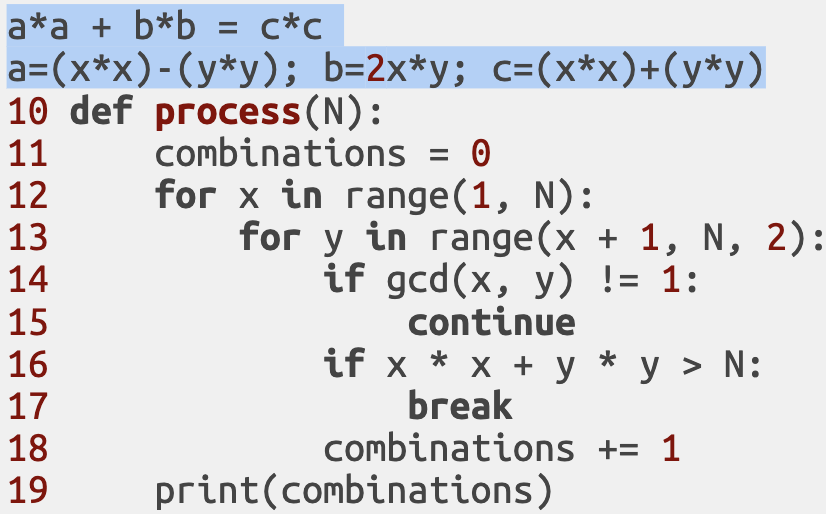 a*a + b*b = c*c
a=(x*x)-(y*y); b=2x*y; c=(x*x)+(y*y)
10 def process(N):
11     combinations = 0
12     for x in range(1, N):
13         for y in range(x + 1, N, 2):
14             if gcd(x, y) != 1:
15                 continue
16             if x * x + y * y > N:
17                 break
18             combinations += 1
19     print(combinations)